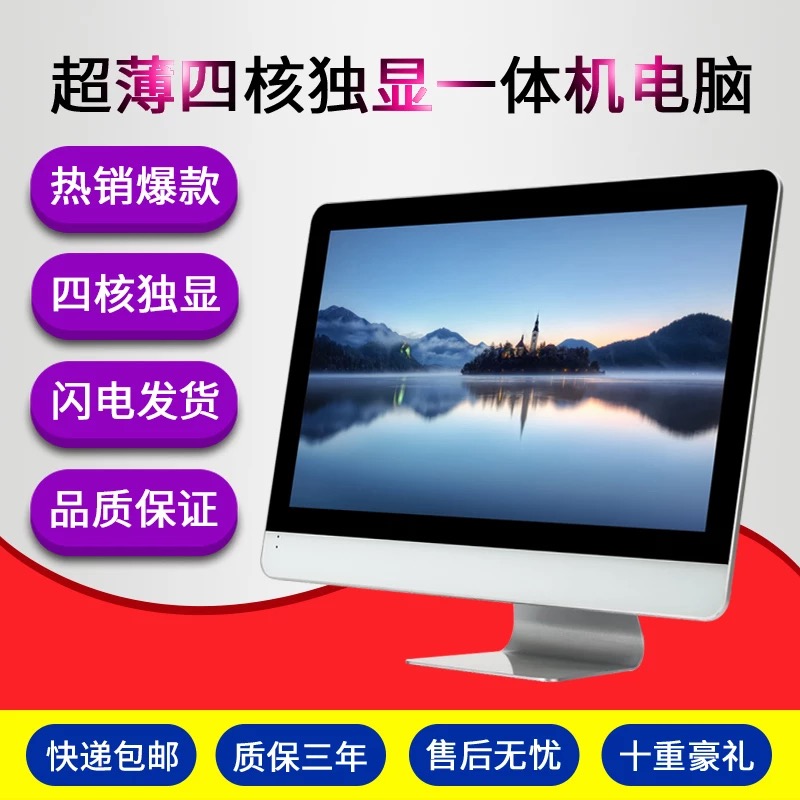 超薄四核独显一体机电脑
热销爆款
四核独显
闪电发货
品质保证
快递包邮
质保三年
售后无忧
十重豪礼